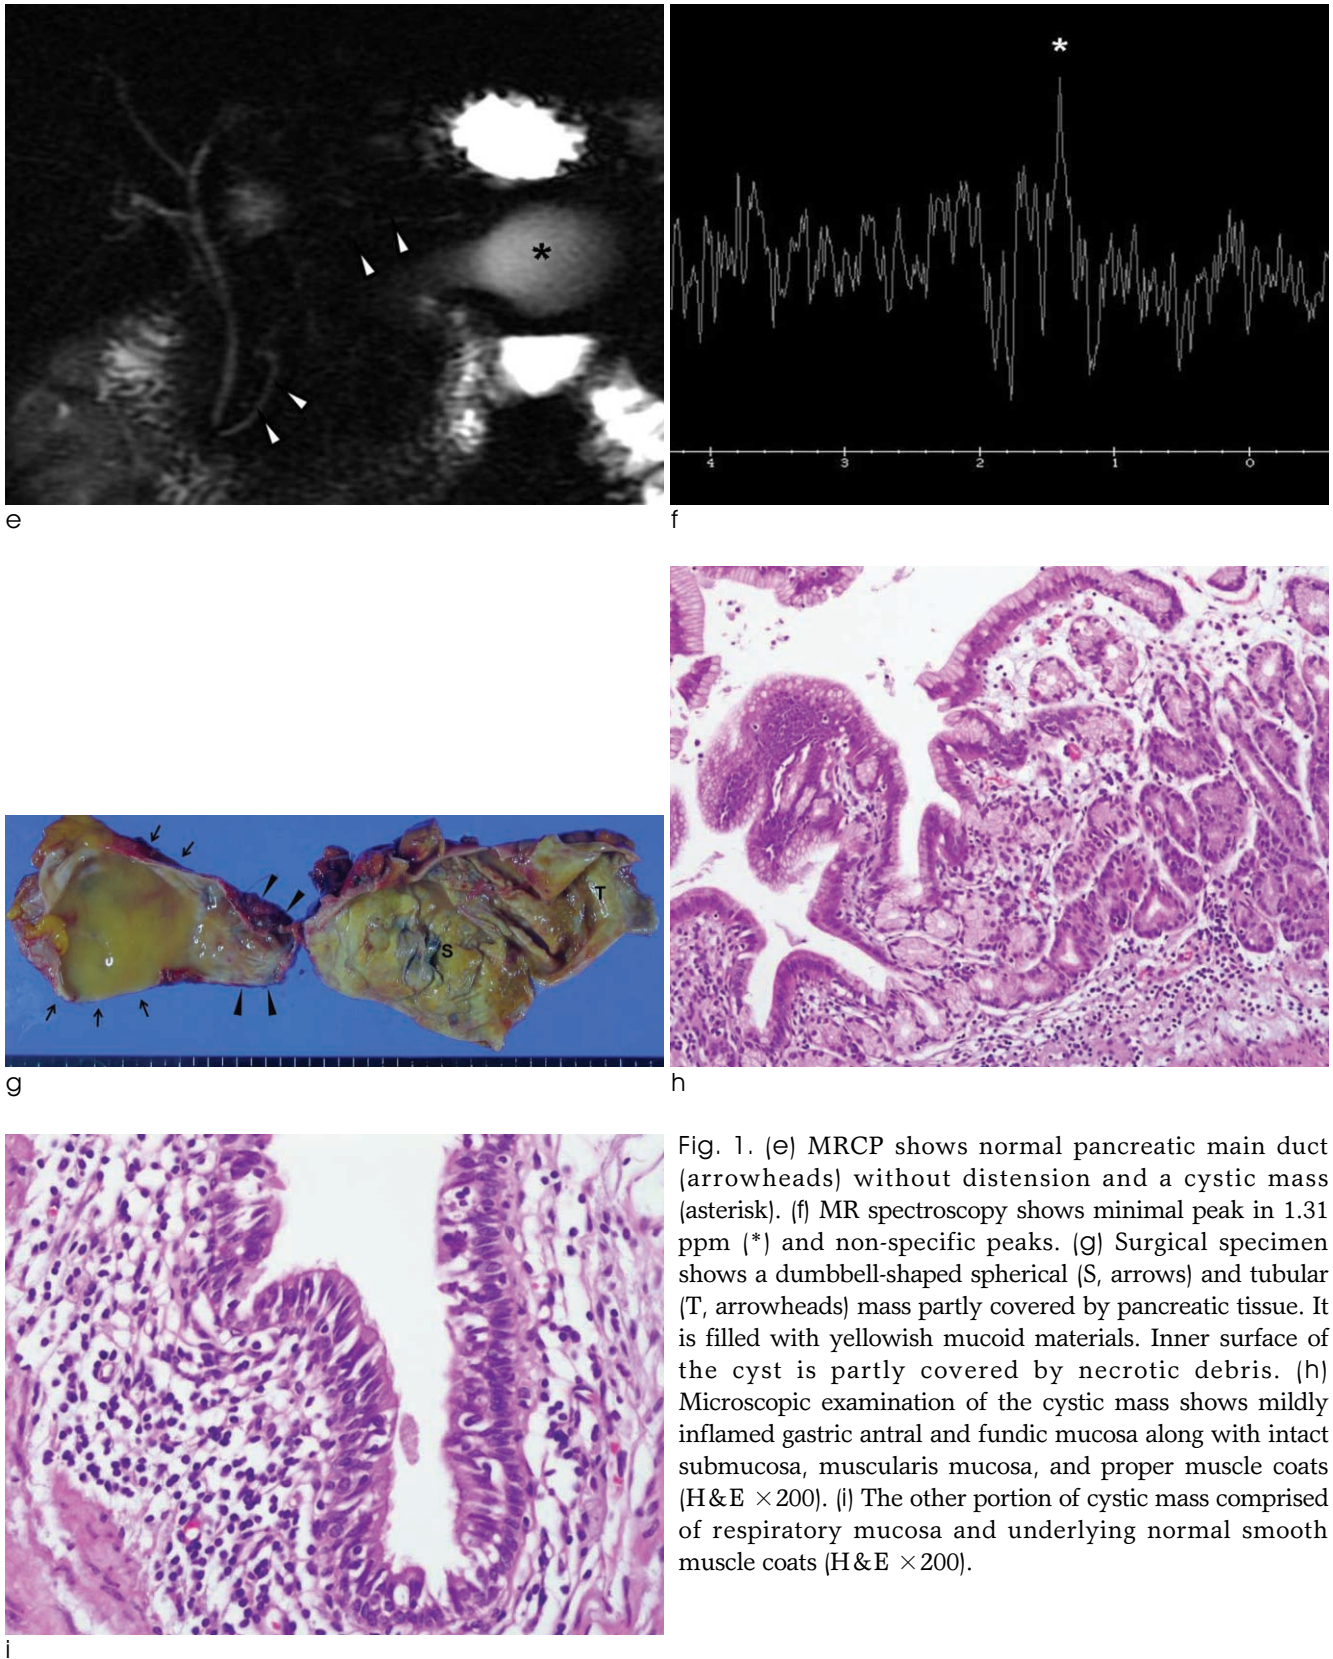 *
*
4 3 2 1 0
e
f
S
T
g
h
i
Fig. 1. (e) MRCP shows normal pancreatic main duct
(arrowheads) without distension and a cystic mass
(asterisk). (f) MR spectroscopy shows minimal peak in 1.31
ppm (*) and non-specific peaks. (g) Surgical specimen
shows a dumbbell-shaped spherical (S, arrows) and tubular
(T, arrowheads) mass partly covered by pancreatic tissue. It
is filled with yellowish mucoid materials. Inner surface of
the cyst is partly covered by necrotic debris. (h)
Microscopic examination of the cystic mass shows mildly
inflamed gastric antral and fundic mucosa along with intact
submucosa, muscularis mucosa, and proper muscle coats
(H&E ×200). (i) The other portion of cystic mass comprised
of respiratory mucosa and underlying normal smooth
muscle coats (H&E ×200).